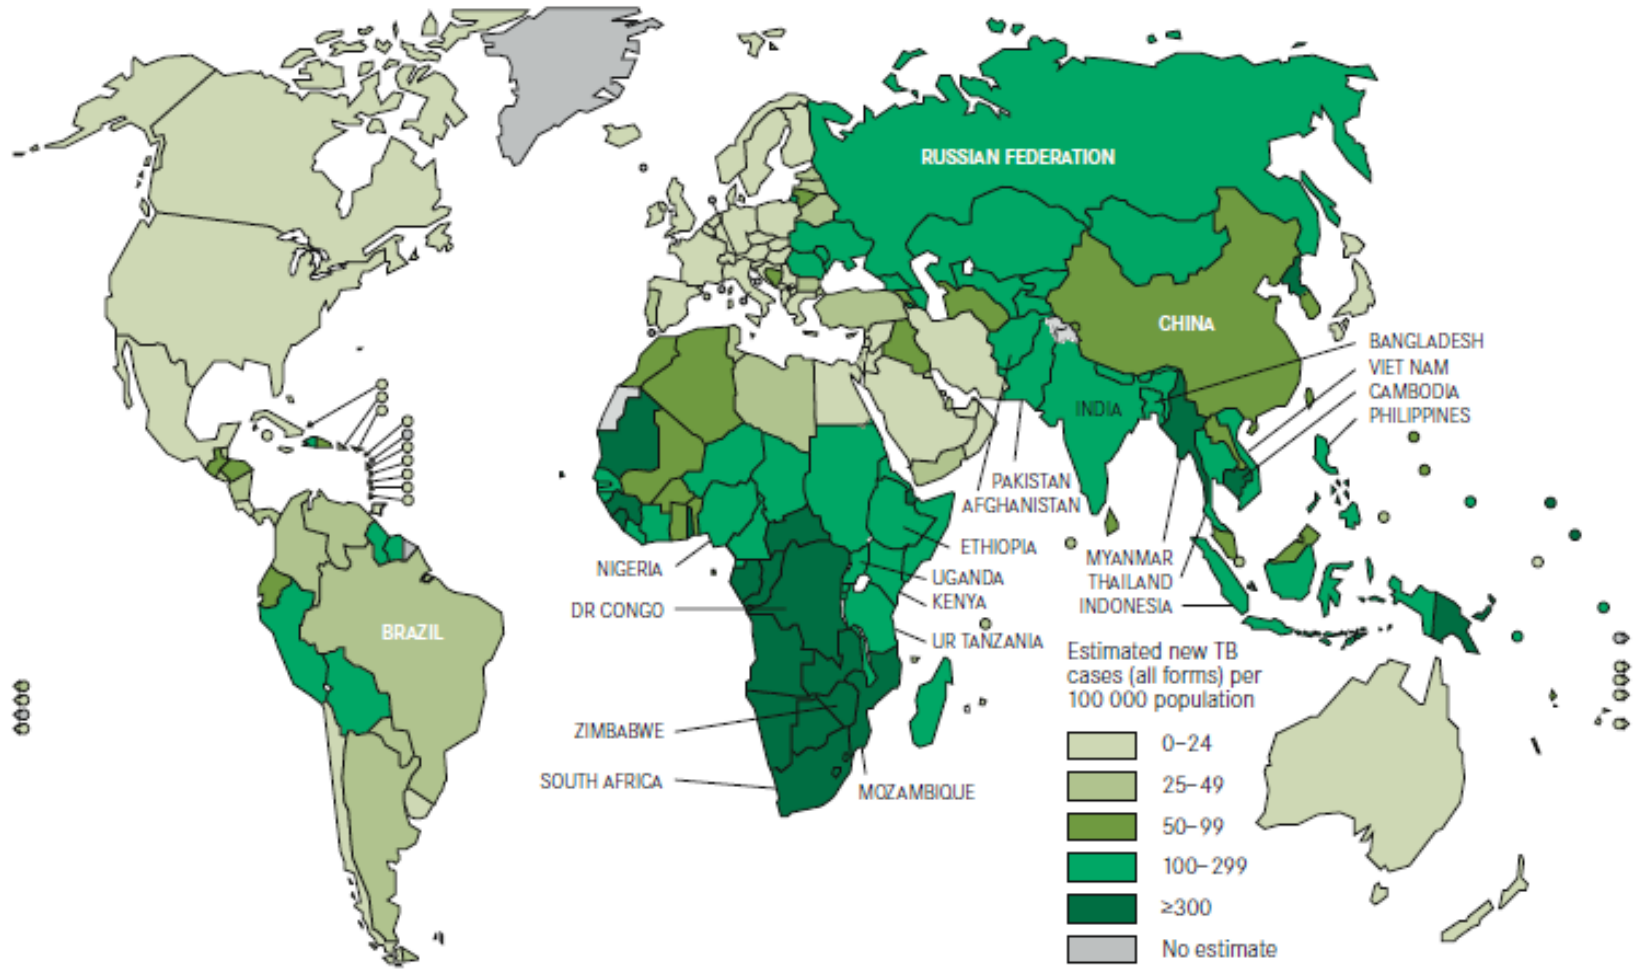 RUSSIAN FEDERATION
CHINA
BANGLADESH
VIET NAM
CAMBODIA
PHILIPPINES
INDIA
PAKISTAN
AFGHANISTAN
ETHIOPIA
MYANMAR
NIGERIA
UGANDA
THAILAND
KENYA
INDONESIA
DR CONGO
BRAZIL
UR TANZANIA
Estimated new TB
cases (all forms) per
100 000 population
ZIMBABWE
SOUTH AFRICA
MOZAMBIQUE
0–24
25–49
50–99
100–299
≥300
No estimate